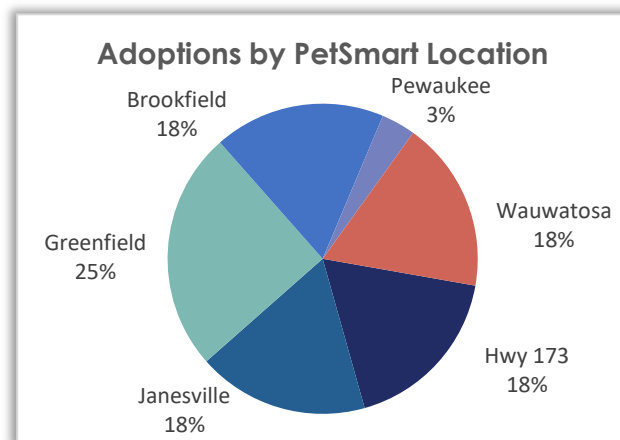 Adoptions by PetSmart Location
Pewaukee
3%
Brookfield
18%
Wauwatosa
18%
Greenfield
25%
Hwy 173
18%
Janesville
18%